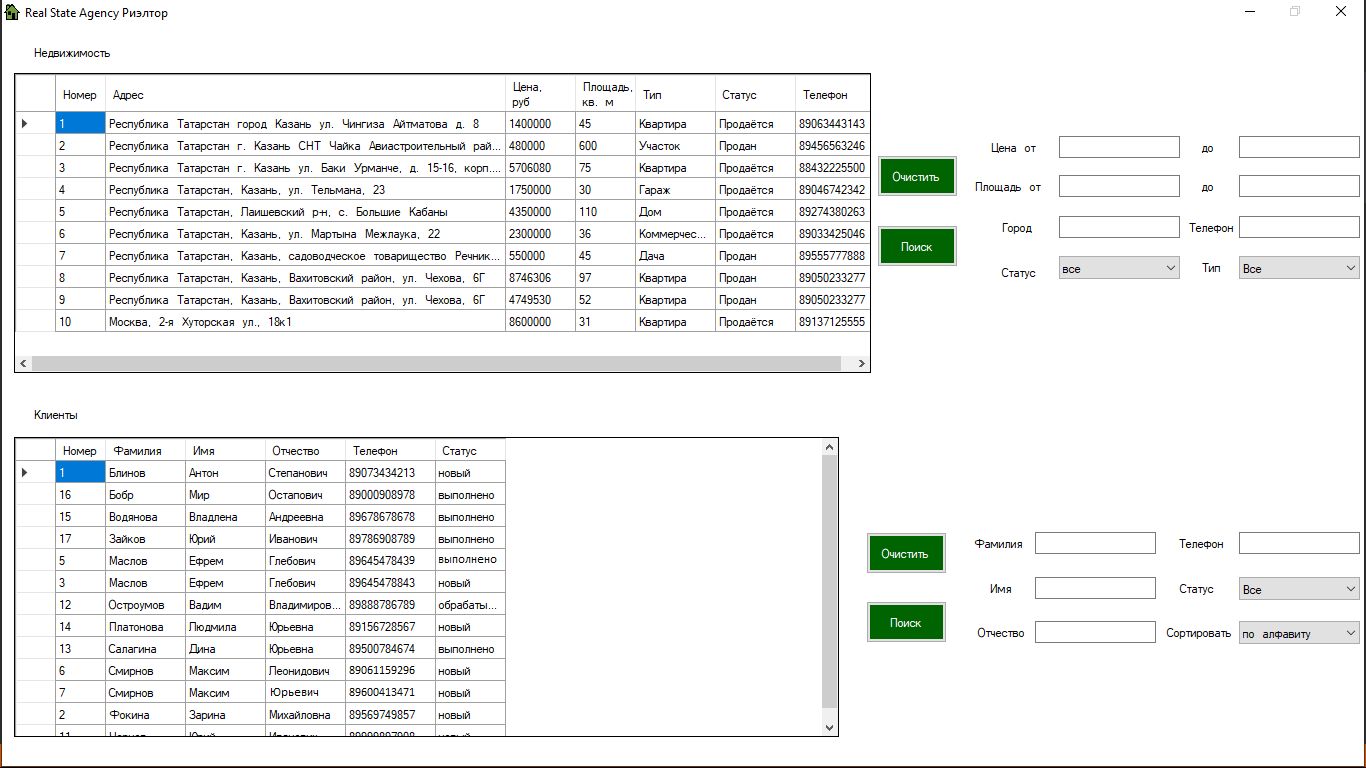 Real State Agency Риэлтор
Недвижимость
Номер Адрес Цена, руб Площадь, кв. м Тип Статус Телефон
1 Республика Татарстан город Казань ул. Чингиза Айтматова д. 8 1400000 45 Квартира Продаётся 89063443143
2 Республика Татарстан г. Казань СНТ Чайка Авиастроительный рай... 480000 600 Участок Продан 89456563246
3 Республика Татарстан г. Казань ул. Баки Урманче, д. 15-16, корп.... 5706080 75 Квартира Продаётся 88432225500
4 Республика Татарстан, Казань, ул. Тельмана, 23 1750000 30 Гараж Продаётся 89046742342
5 Республика Татарстан, Лаишевский р-н, с. Большие Кабаны 4350000 110 Дом Продаётся 89274380263
6 Республика Татарстан, Казань, ул. Мартына Межлаука, 22 2300000 36 Коммерчес... Продаётся 89033425046
7 Республика Татарстан, Казань, садоводческое товарищество Речник... 550000 45 Дача Продаётся 89555777888
8 Республика Татарстан, Казань, Вахитовский район, ул. Чехова, 6Г 8746306 97 Квартира Продан 89050233277
9 Республика Татарстан, Казань, Вахитовский район, ул. Чехова, 6Г 4749530 52 Квартира Продан 89050233277
10 Москва, 2-я Хуторская ул., 18к1 8600000 31 Квартира Продаётся 89137125555
Очистить
Поиск
Цена от до
Площадь от до
Город Телефон
Статус все Тип Все
Клиенты
Номер Фамилия Имя Отчество Телефон Статус
1 Блинов Антон Степанович 89073434213 новый
16 Бобр Мир Остапович 89000908978 выполнено
15 Водянова Владлена Андреевна 89678678678 выполнено
17 Зайков Юрий Иванович 89786908789 выполнено
5 Маслов Ефрем Глебович 89645478439 выполнено
3 Маслов Ефрем Глебович 89645478843 новый
12 Остроумов Вадим Владимиров... 89888786789 обрабаты...
14 Платонова Людмила Юрьевна 89156728567 новый
13 Салагина Дина Юрьевна 89500784674 выполнено
6 Смирнов Максим Леонидович 89061159296 новый
7 Смирнов Максим Юрьевич 89600413471 новый
2 Фокина Зарина Михайловна 89569749857 новый
Очистить
Поиск
Фамилия Телефон
Имя Статус Все
Отчество Сортировать по алфавиту